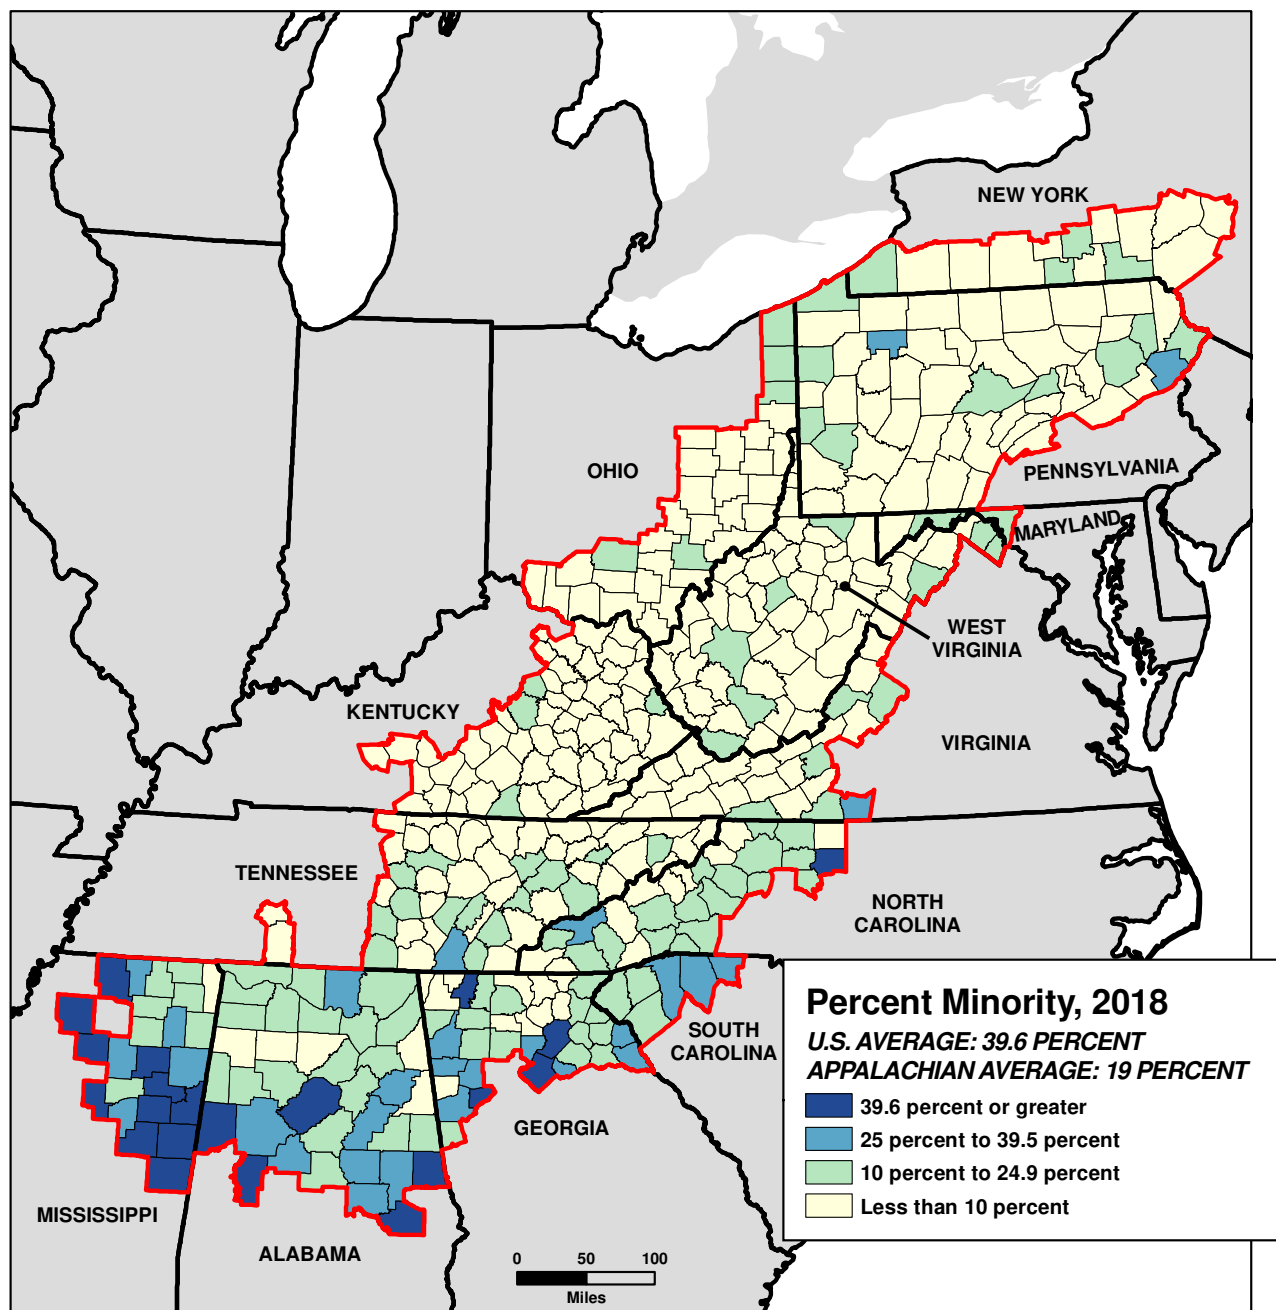 NEW YORK
OHIO
PENNSYLVANIA
MARYLAND
WEST
VIRGINIA
KENTUCKY
VIRGINIA
TENNESSEE
NORTH
CAROLINA
Percent Minority, 2018
U.S. AVERAGE: 39.6 PERCENT
APPALACHIAN AVERAGE: 19 PERCENT
39.6 percent or greater
25 percent to 39.5 percent
10 percent to 24.9 percent
Less than 10 percent
SOUTH
CAROLINA
GEORGIA
MISSISSIPPI
ALABAMA
0 50 100
Miles